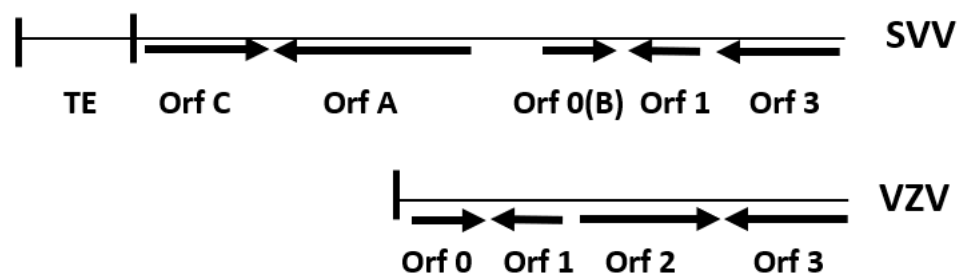 SVV
TE Orf C Orf A Orf 0(B) Orf 1 Orf 3
VZV
Orf 0 Orf 1 Orf 2 Orf 3